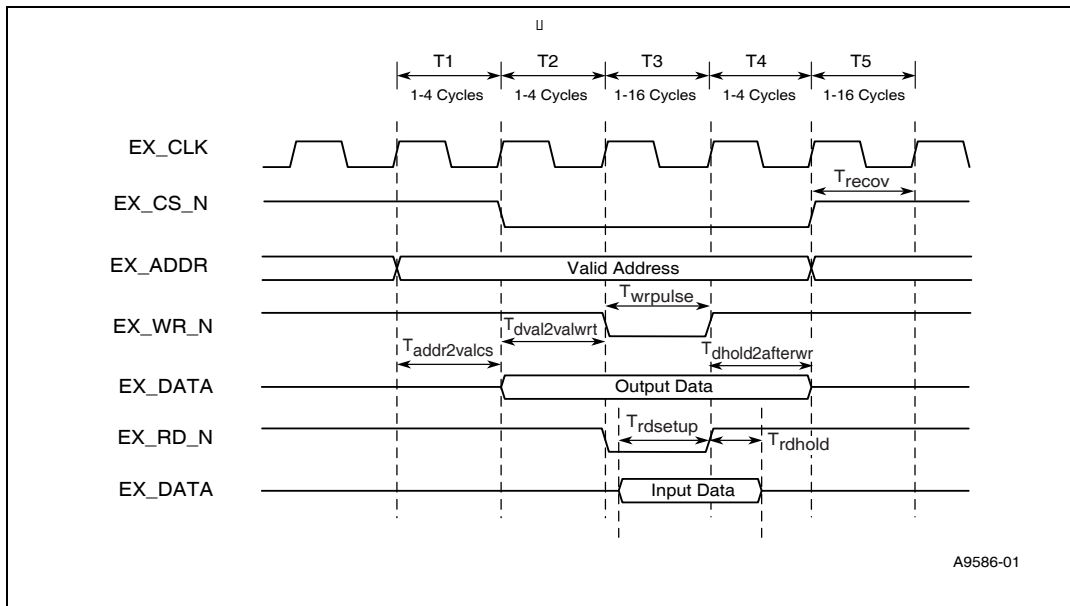 T1 T2 T3 T4 T5
1-4 Cycles 1-4 Cycles 1-16 Cycles 1-4 Cycles 1-16 Cycles
EX_CLK
Trecov
EX_CS_N
EX_ADDR Valid Address
Twrpulse
EX_WR_N
Tdval2valwrt
Taddr2valcs Tdhold2afterwr
EX_DATA Output Data
EX_RD_N Trdsetup Trdhold
EX_DATA Input Data
A9586-01